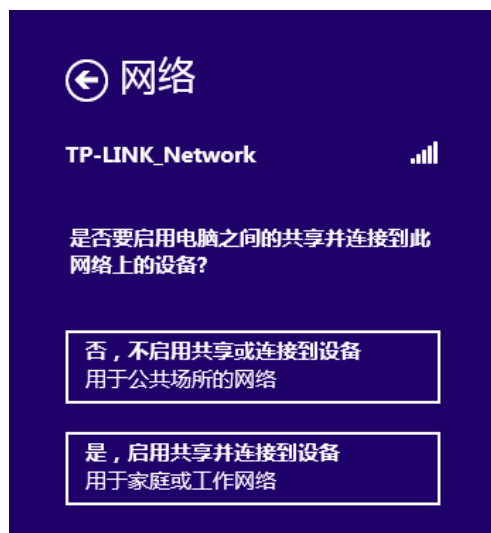 网络
TP-LINK_Network
是否要启用电脑之间的共享并连接到此
网络上的设备?
否，不启用共享或连接到设备
用于公共场所的网络
是，启用共享并连接到设备
用于家庭或工作网络